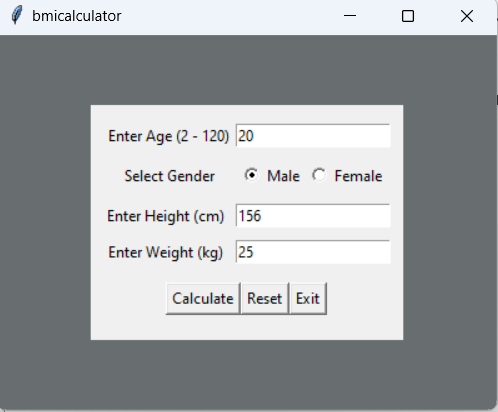 bmicalculator
Enter Age (2 - 120) 20
Select Gender Male Female
Enter Height (cm) 156
Enter Weight (kg) 25
Calculate Reset Exit